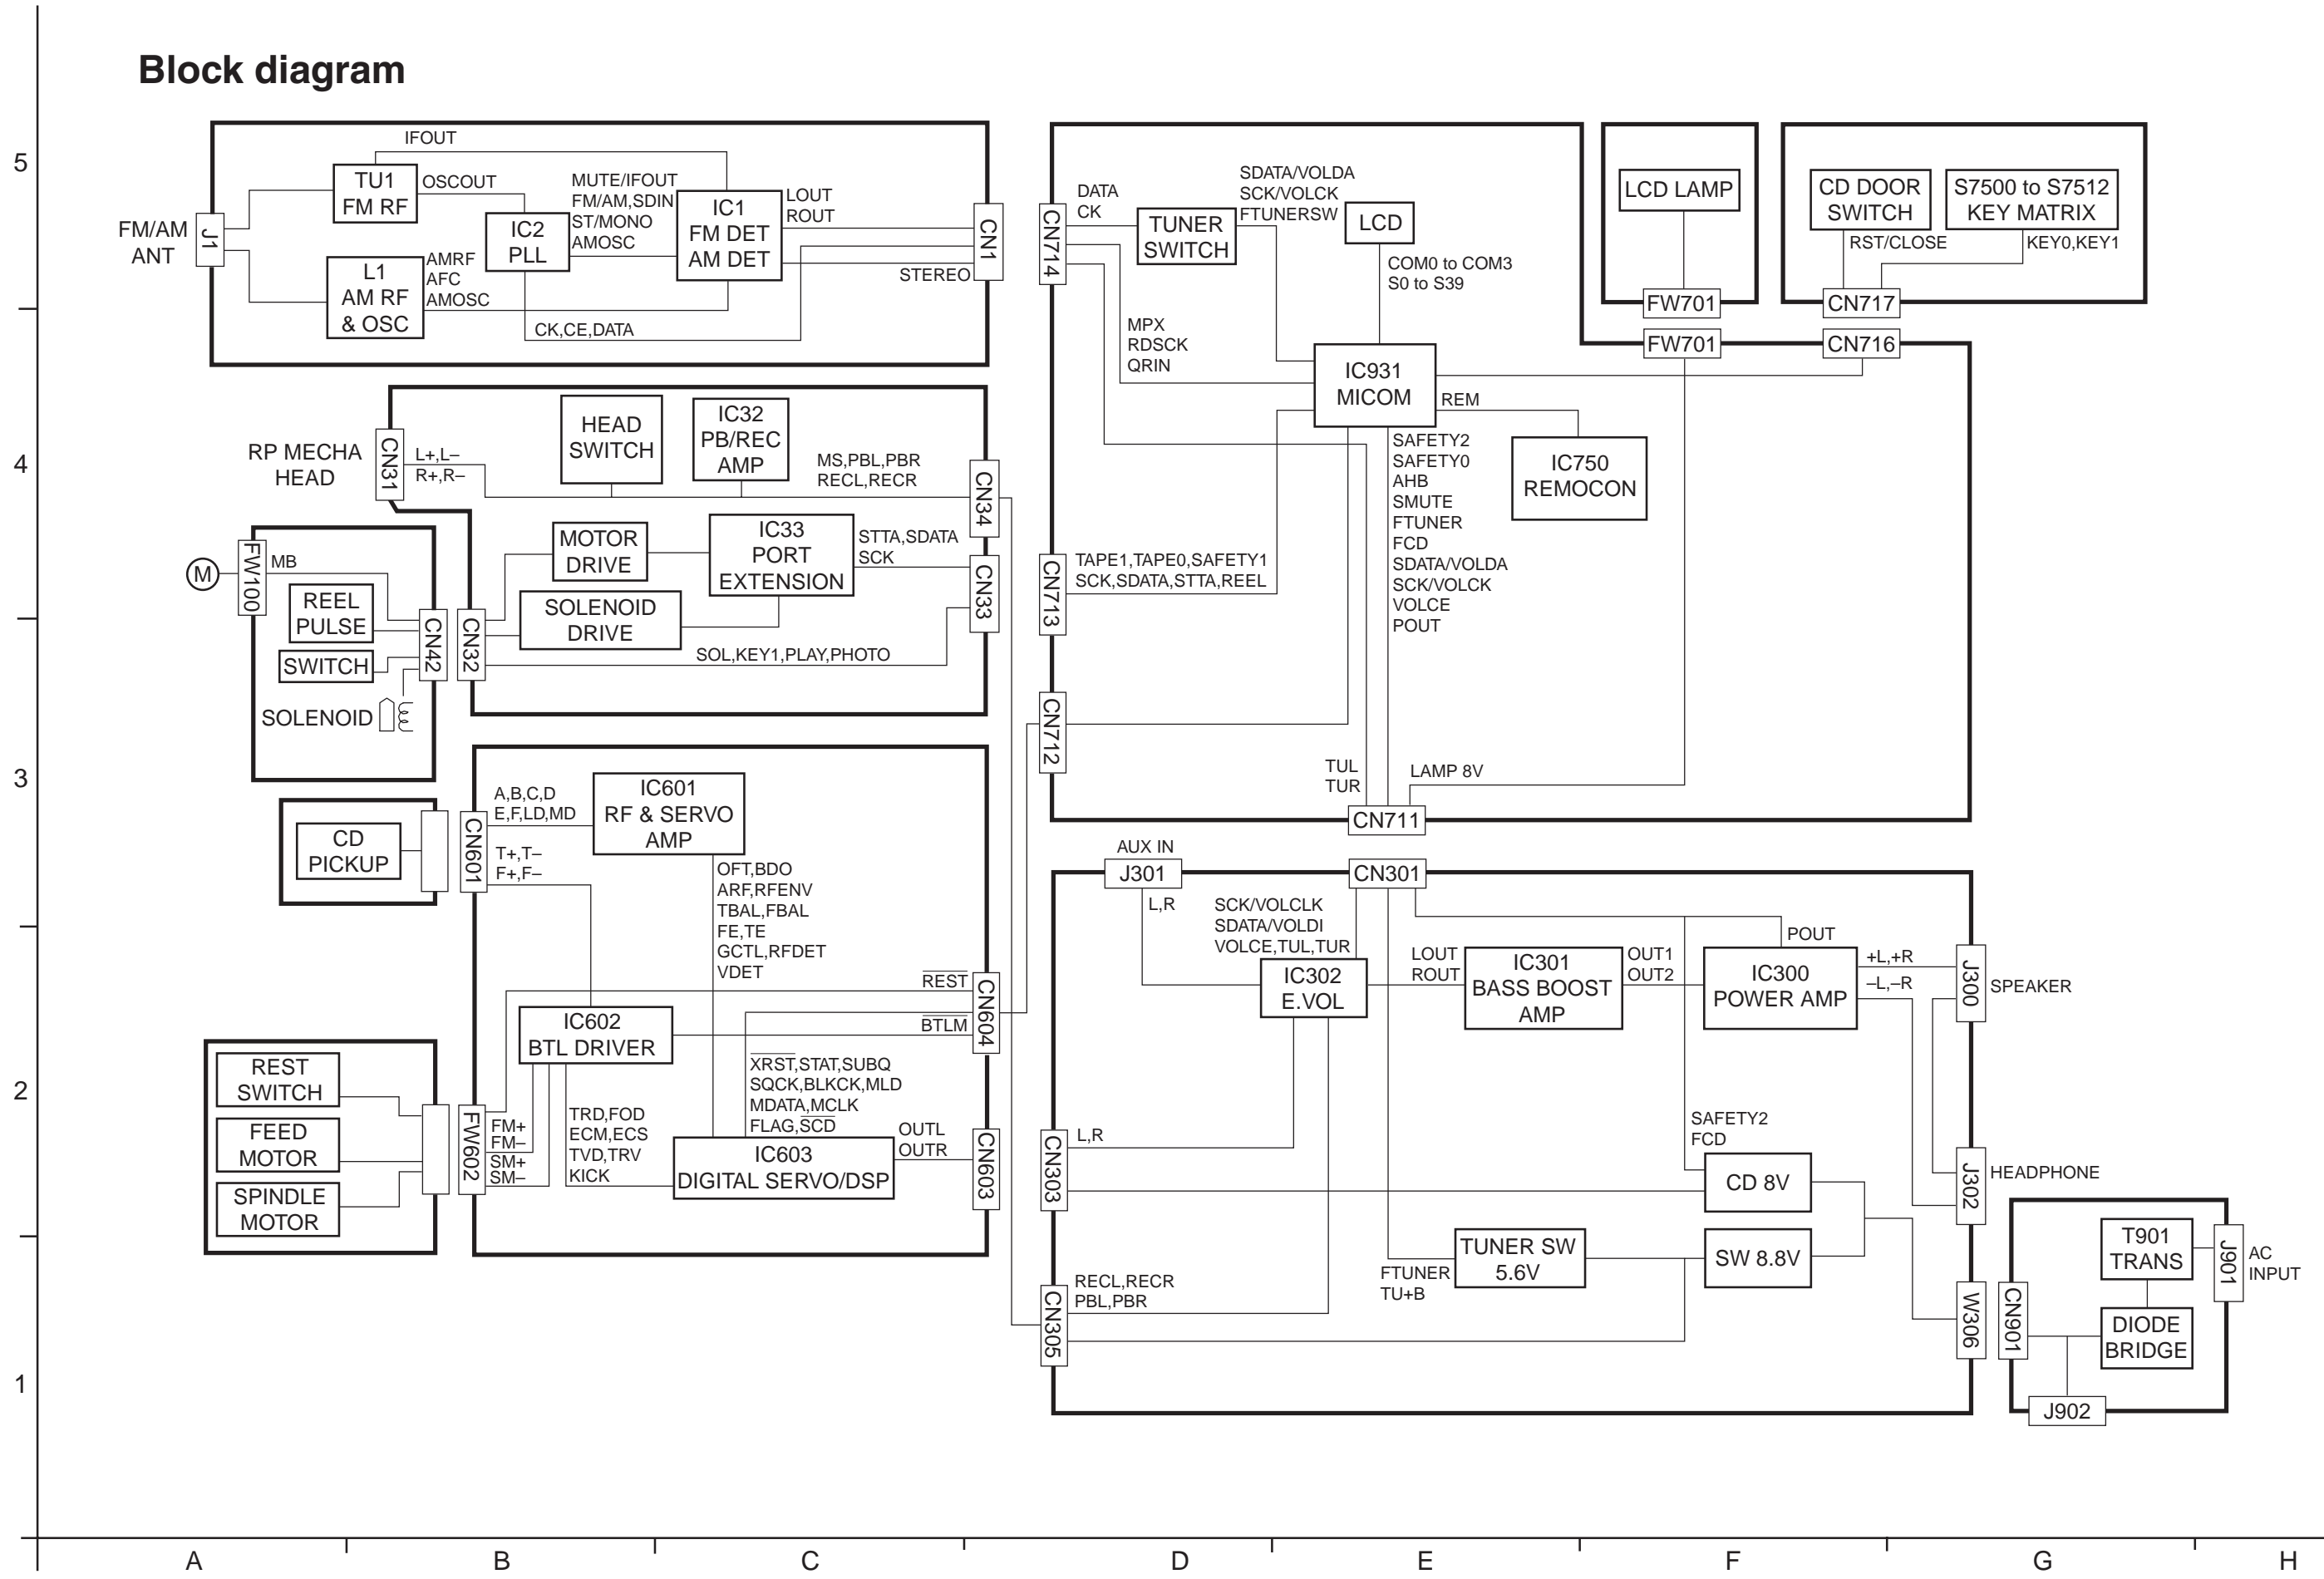 Block diagram
5
4
3
2
1
A
B
C
D
E
F
G
H
FM/AM
ANT
J1
IFOUT
TU1
FM RF
OSCOUT
L1
AM RF
& OSC
AMRF
AFC
AMOSC
IC2
PLL
MUTE/IFOUT
FM/AM,SDIN
ST/MONO
AMOSC
IC1
FM DET
AM DET
LOUT
ROUT
STEREO
CK,CE,DATA
CN1
RP MECHA
HEAD
CN31
L+,L–
R+,R–
HEAD
SWITCH
IC32
PB/REC
AMP
MS,PBL,PBR
RECL,RECR
CN34
MOTOR
DRIVE
IC33
PORT
EXTENSION
STTA,SDATA
SCK
CN33
SOLENOID
DRIVE
SOL,KEY1,PLAY,PHOTO
CN32
M
FW100
MB
REEL
PULSE
SWITCH
SOLENOID
CN42
CD
PICKUP
CN601
A,B,C,D
E,F,LD,MD
T+,T–
F+,F–
IC601
RF & SERVO
AMP
OFT,BDO
ARF,RFENV
TBAL,FBAL
FE,TE
GCTL,RFDET
VDET
REST
BTLM
CN604
IC602
BTL DRIVER
XRST,STAT,SUBQ
SQCK,BLKCK,MLD
MDATA,MCLK
FLAG,SCD
TRD,FOD
ECM,ECS
TVD,TRV
KICK
IC603
DIGITAL SERVO/DSP
OUTL
OUTR
CN603
REST
SWITCH
FEED
MOTOR
SPINDLE
MOTOR
FW602
FM+
FM–
SM+
SM–
CN714
DATA
CK
TUNER
SWITCH
SDATA/VOLDA
SCK/VOLCK
FTUNERSW
LCD
COM0 to COM3
S0 to S39
MPX
RDSCK
QRIN
IC931
MICOM
REM
IC750
REMOCON
SAFETY2
SAFETY0
AHB
SMUTE
FTUNER
FCD
SDATA/VOLDA
SCK/VOLCK
VOLCE
POUT
CN713
TAPE1,TAPE0,SAFETY1
SCK,SDATA,STTA,REEL
CN712
TUL
TUR
LAMP 8V
CN711
LCD LAMP
FW701
FW701
CD DOOR
SWITCH
S7500 to S7512
KEY MATRIX
RST/CLOSE
KEY0,KEY1
CN717
CN716
AUX IN
J301
L,R
CN301
SCK/VOLCLK
SDATA/VOLDI
VOLCE,TUL,TUR
IC302
E.VOL
LOUT
ROUT
IC301
BASS BOOST
AMP
OUT1
OUT2
POUT
IC300
POWER AMP
+L,+R
–L,–R
J300
SPEAKER
SAFETY2
FCD
CN303
L,R
CD 8V
J302
HEADPHONE
TUNER SW
5.6V
SW 8.8V
FTUNER
TU+B
CN305
RECL,RECR
PBL,PBR
W306
CN901
T901
TRANS
DIODE
BRIDGE
J901
AC
INPUT
J902